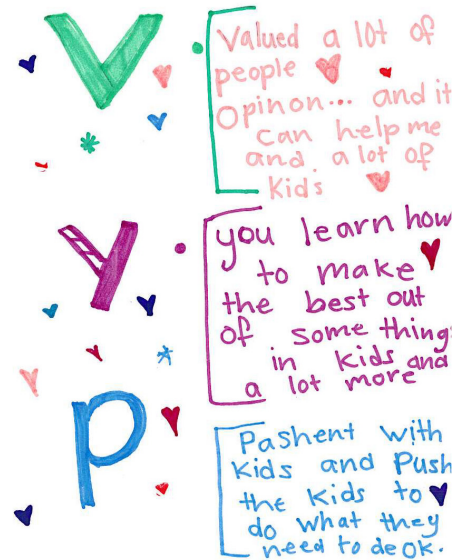 V
Valued a lot of
people
Opinon... and it
can help me
and a lot of
kids
y
you learn how
to make
the best out
of some things
in kids and
a lot more
P
Pashent with
kids and Push
the kids to
do what they
need to de ok.